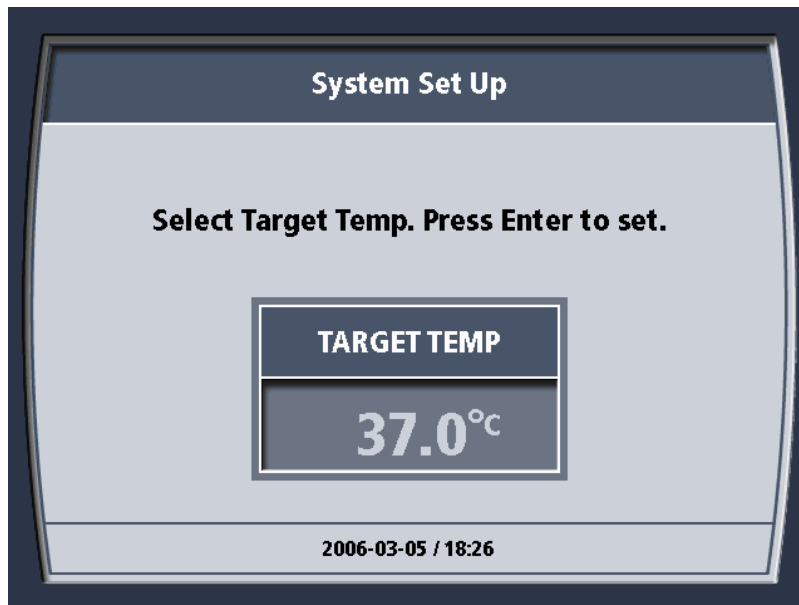 System Set Up
Select Target Temp. Press Enter to set.
TARGET TEMP
37.0°C
2006-03-05 / 18:26